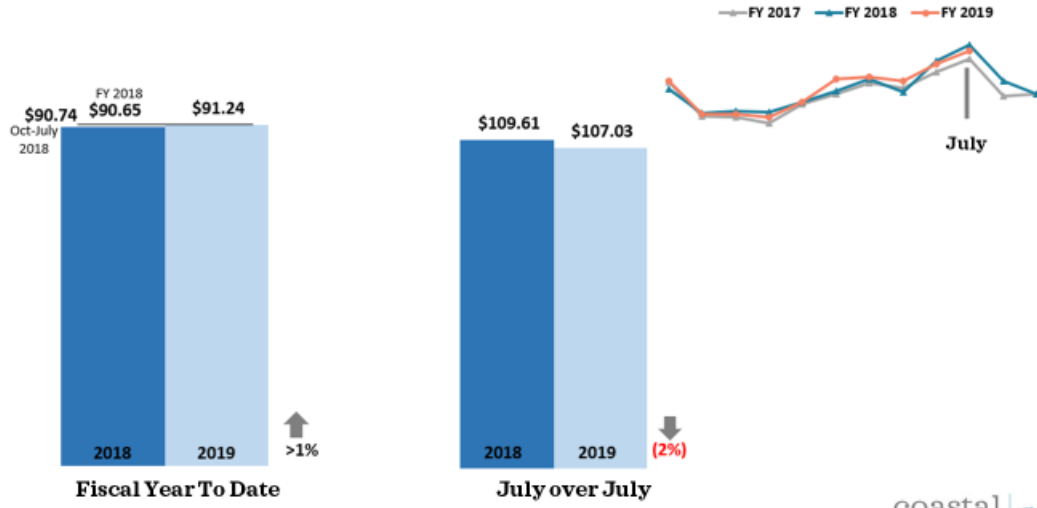 FY 2017 FY 2018 FY 2019
FY 2018
$90.74 $90.65 $91.24
Oct-July
2018
$109.61 $107.03
July
>1%
(2%)
2018 2019
2018 2019
Fiscal Year To Date
July over July
coastal